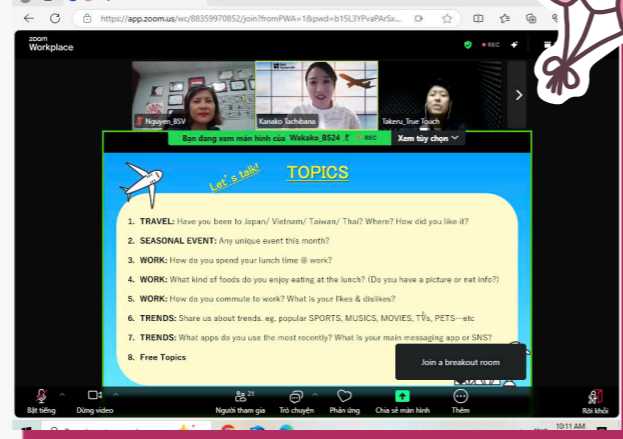 https://app.zoom.us/wc/88359970852/join?fromPWA=1&pwd=b15L3YPvaPArSx...
zoom
Workplace
REC
Nguyen_BSV
Kanako Tachibana
Takeru_True Touch
Bạn đang xem màn hình của Wakako_BS24
REC
Xem tùy chọn
Let's talk!
TOPICS
1. TRAVEL: Have you been to Japan/ Vietnam/ Taiwan/ Thai? Where? How did you like it?
2. SEASONAL EVENT: Any unique event this month?
3. WORK: How do you spend your lunch time @ work?
4. WORK: What kind of foods do you enjoy eating at the lunch? (Do you have a picture or net info?)
5. WORK: How do you commute to work? What is your likes & dislikes?
6. TRENDS: Share us about trends, eg. popular SPORTS, MUSICS, MOVIES, TVs, PETS…etc
7. TRENDS: What apps do you use the most recently? What is your main messaging app or SNS?
8. Free Topics
Join a breakout room
21
Bật tiếng
Dừng video
Người tham gia
Trò chuyện
Phản ứng
Chia sẻ màn hình
Thêm
Rời khỏi
10:11 AM